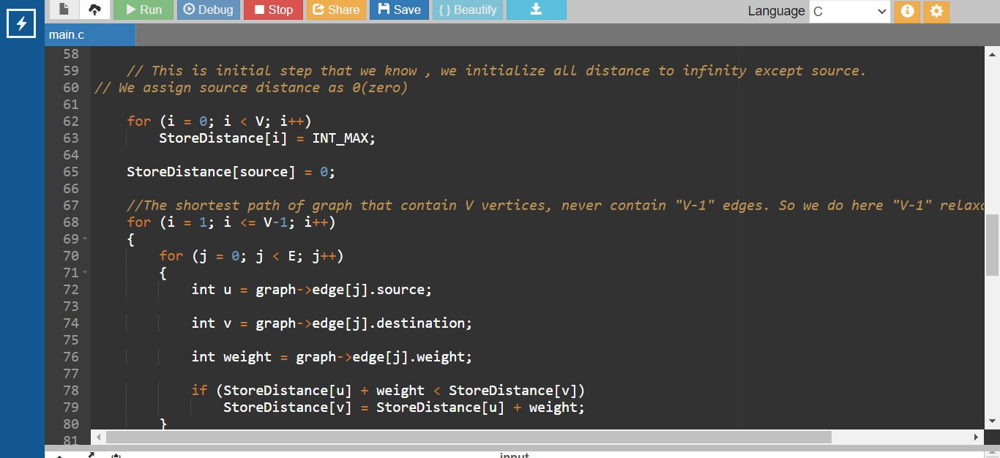 Run Debug Stop Share Save { } Beautify Language C
main.c
58
59 // This is initial step that we know , we initialize all distance to infinity except source.
60 // We assign source distance as 0(zero)
61
62 for (i = 0; i < V; i++)
63 StoreDistance[i] = INT_MAX;
64
65 StoreDistance[source] = 0;
66
67 //The shortest path of graph that contain V vertices, never contain "V-1" edges. So we do here "V-1"
68 for (i = 1; i <= V-1; i++)
69 {
70 for (j = 0; j < E; j++)
71 {
72 int u = graph->edge[j].source;
73
74 int v = graph->edge[j].destination;
75
76 int weight = graph->edge[j].weight;
77
78 if (StoreDistance[u] + weight < StoreDistance[v])
79 StoreDistance[v] = StoreDistance[u] + weight;
80 }
81
input